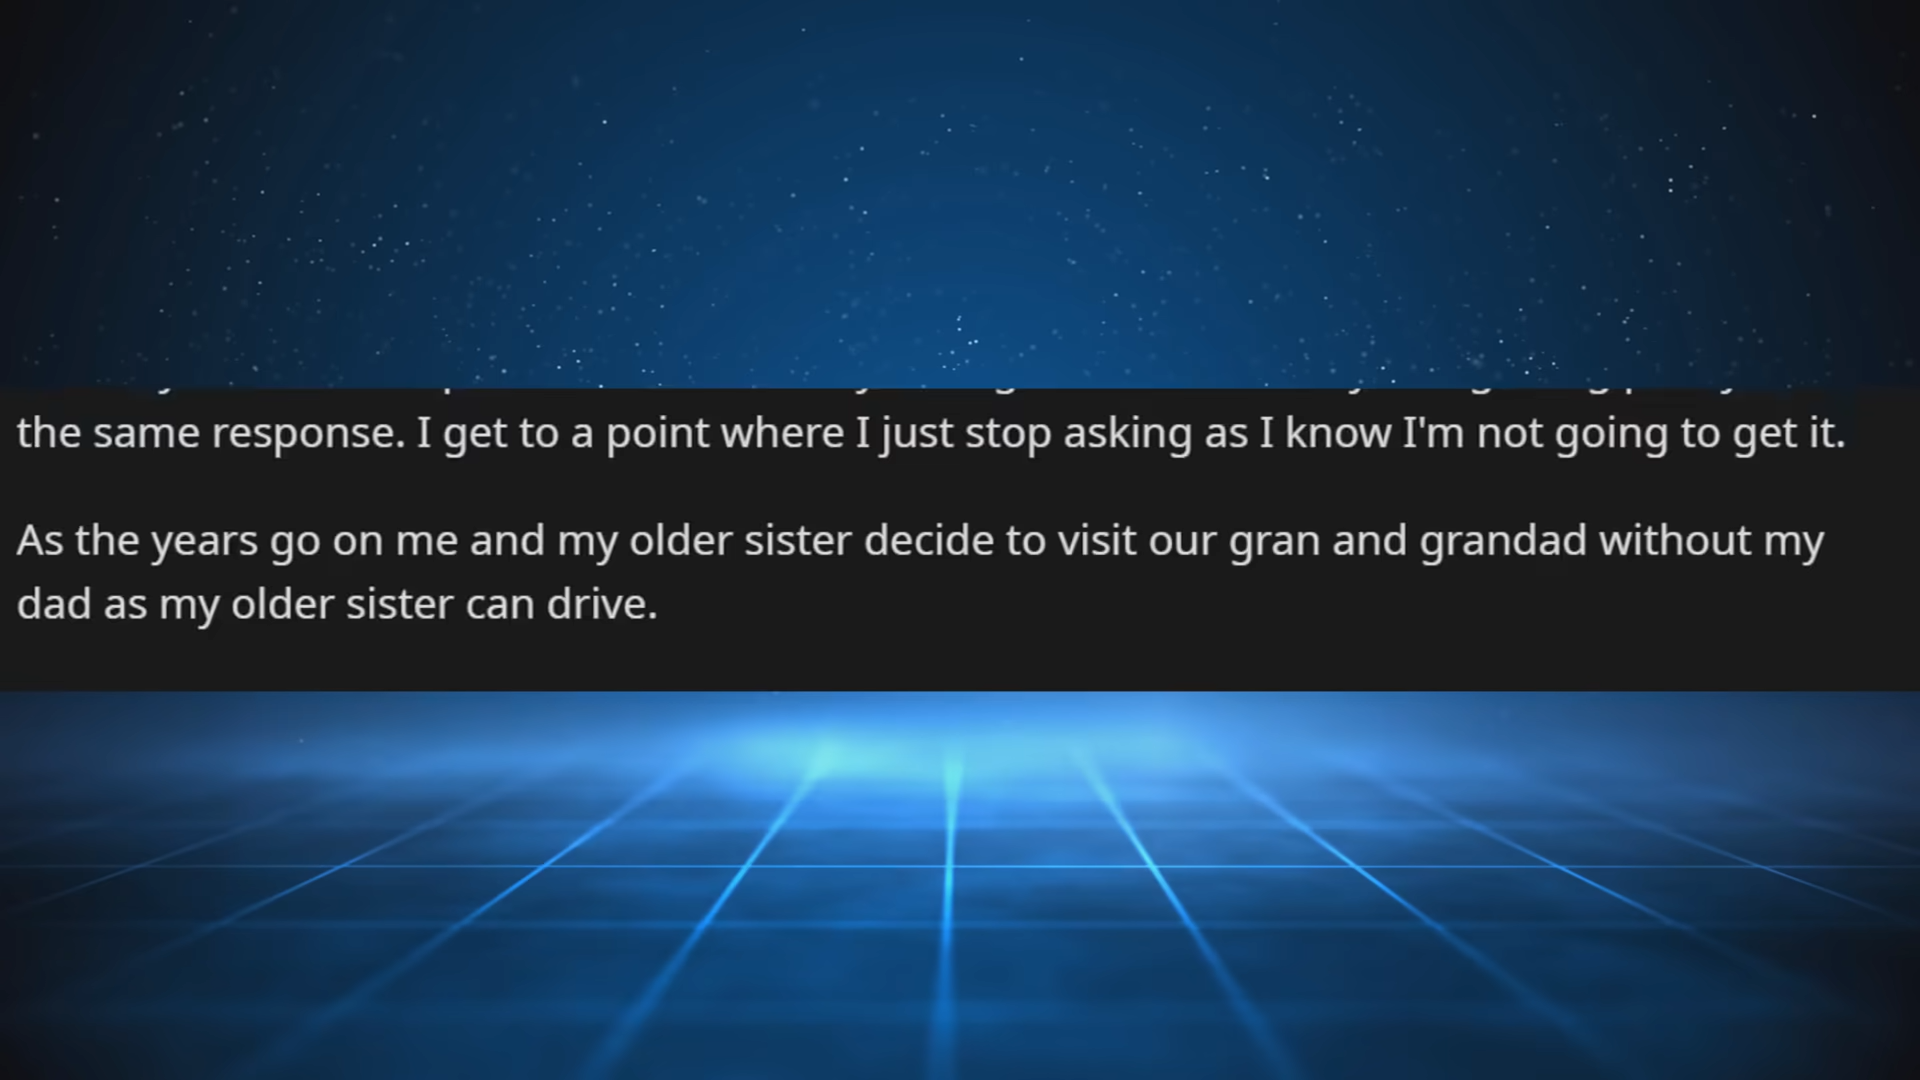 the same response. I get to a point where I just stop asking as I know I'm not going to get it.
As the years go on me and my older sister decide to visit our gran and grandad without my
dad as my older sister can drive.